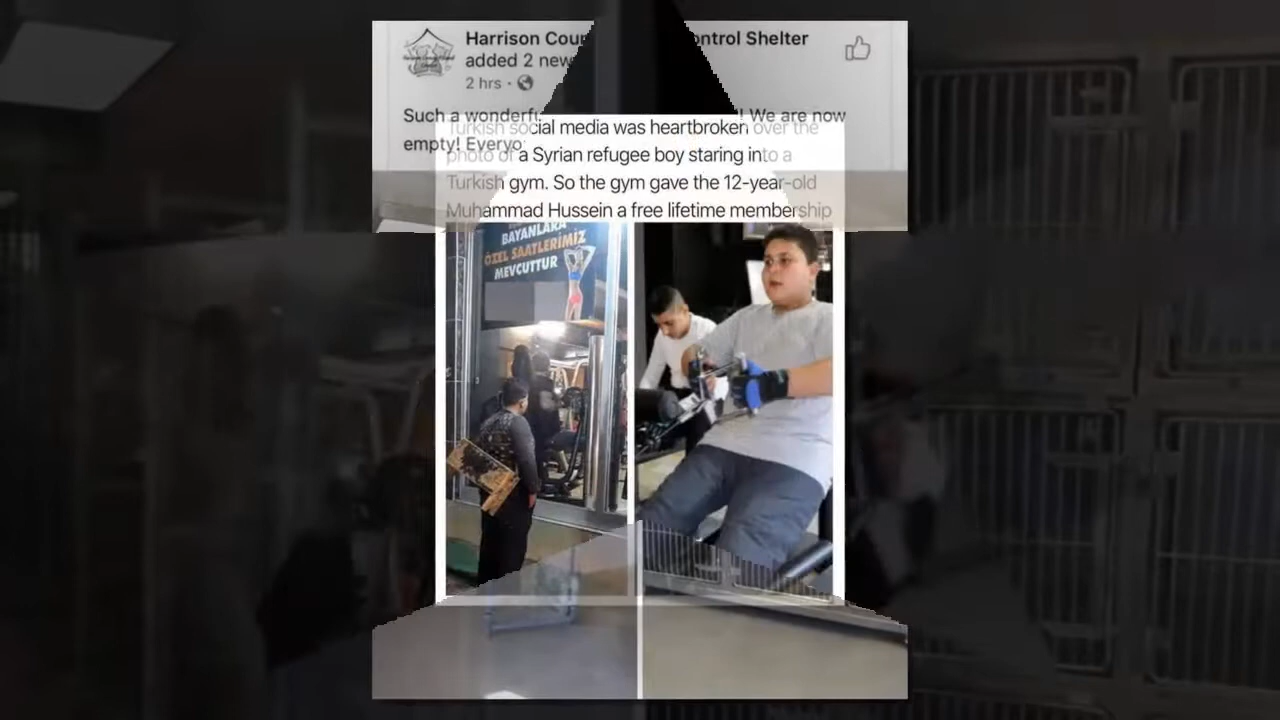 Harrison Cou ontrol Shelter
added 2 new
2 hrs
Such a wonderfu ! We are now
empty! Everyo
Turkish social media was heartbroken over the
photo of a Syrian refugee boy staring into a
Turkish gym. So the gym gave the 12-year-old
Muhammad Hussein a free lifetime membership
BAYANLARA
ÖZEL SAATLERİMİZ
MEVCUTTUR